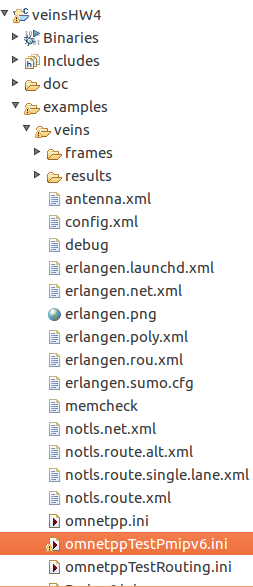 veinsHW4
Binaries
Includes
doc
examples
veins
frames
results
antenna.xml
config.xml
debug
erlangen.launchd.xml
erlangen.net.xml
erlangen.png
erlangen.poly.xml
erlangen.rou.xml
erlangen.sumo.cfg
memcheck
notls.net.xml
notls.route.alt.xml
notls.route.single.lane.xml
notls.route.xml
omnetpp.ini
omnetppTestPmipv6.ini
omnetppTestRouting.ini